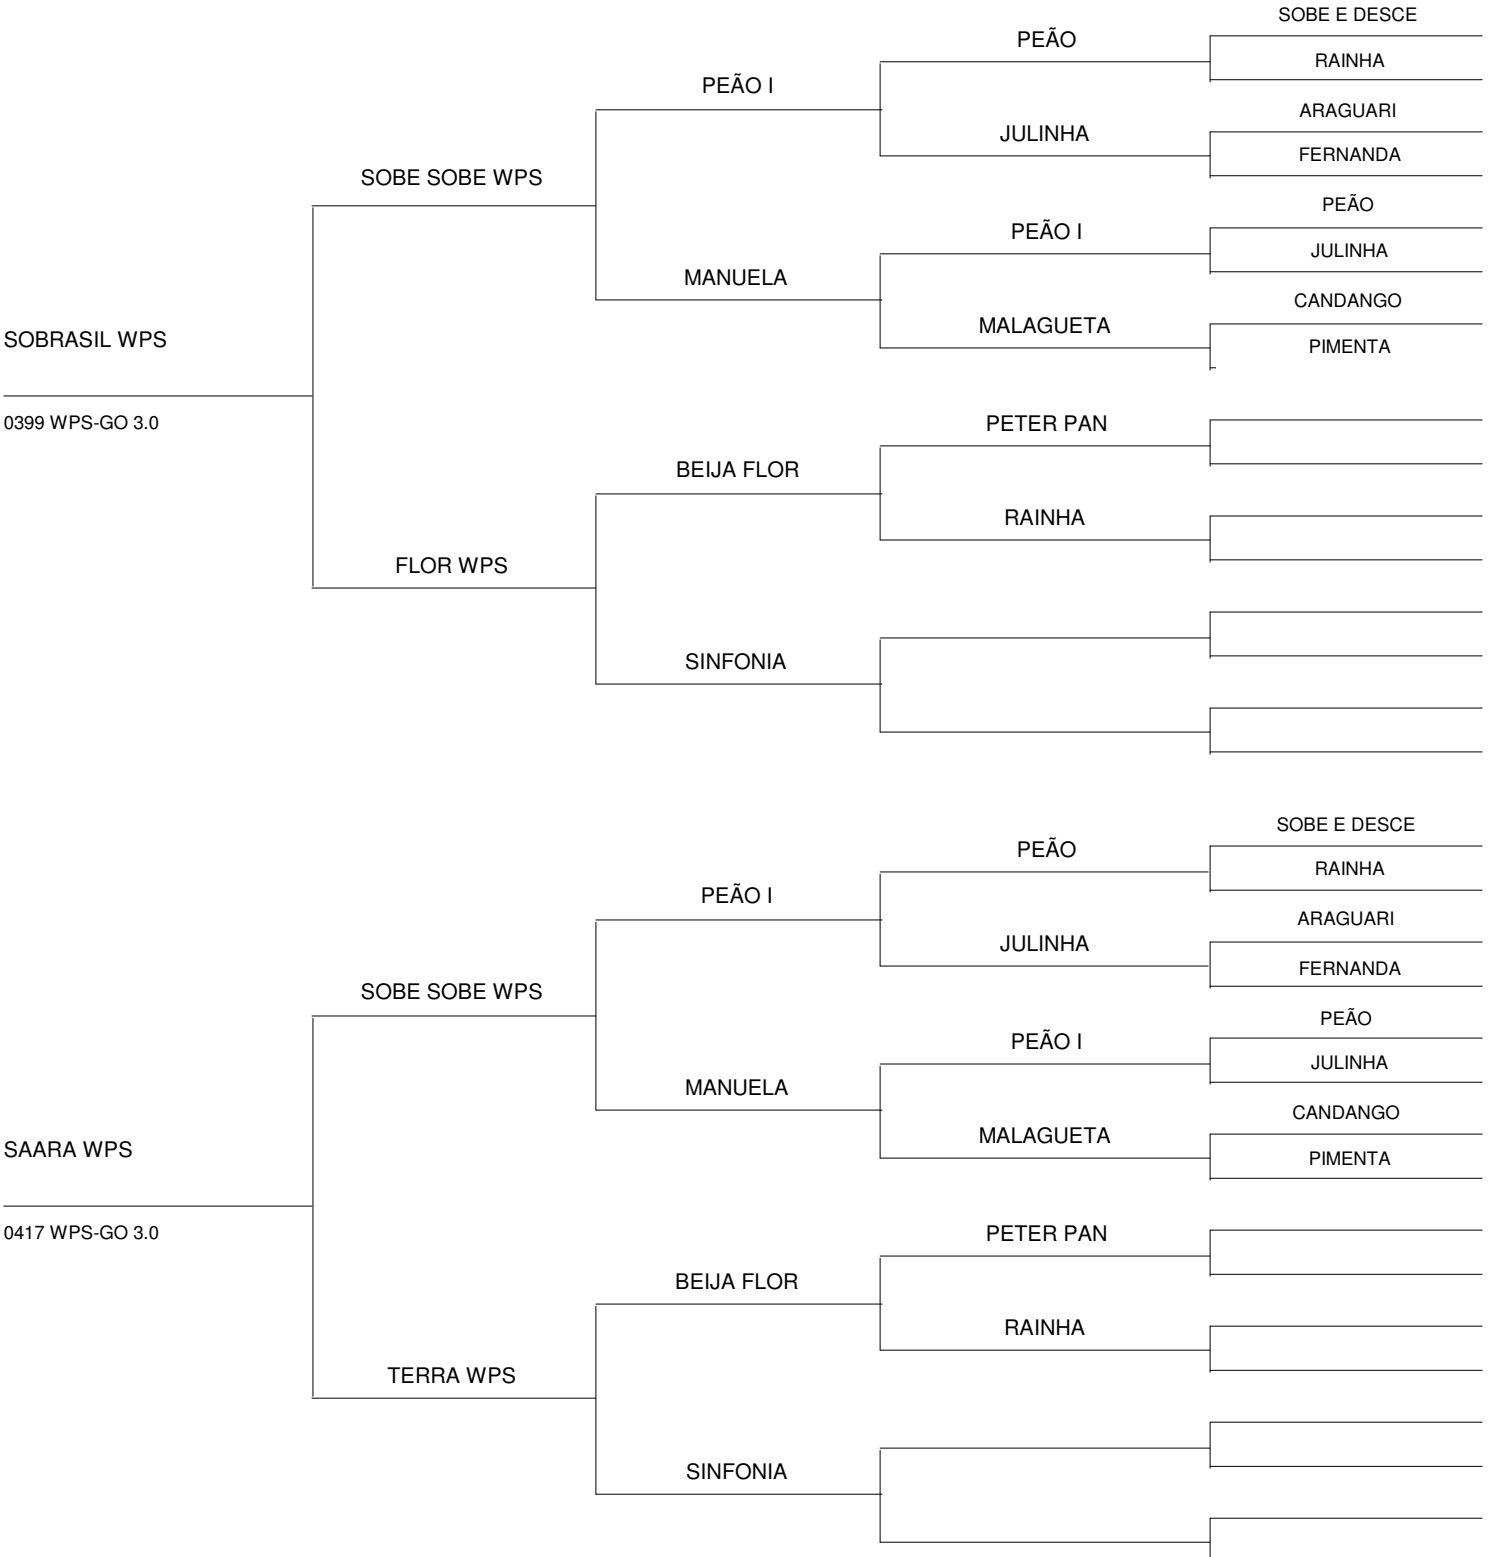 SOBE E DESCE
PEÃO
RAINHA
PEÃO I
ARAGUARI
JULINHA
FERNANDA
SOBE SOBE WPS
PEÃO
PEÃO I
JULINHA
MANUELA
CANDANGO
MALAGUETA
SOBRASIL WPS
PIMENTA
0399 WPS-GO 3.0
PETER PAN
BEIJA FLOR
RAINHA
FLOR WPS
SINFONIA
SOBE E DESCE
PEÃO
RAINHA
PEÃO I
ARAGUARI
JULINHA
FERNANDA
SOBE SOBE WPS
PEÃO
PEÃO I
JULINHA
MANUELA
CANDANGO
MALAGUETA
SAARA WPS
PIMENTA
0417 WPS-GO 3.0
PETER PAN
BEIJA FLOR
RAINHA
TERRA WPS
SINFONIA